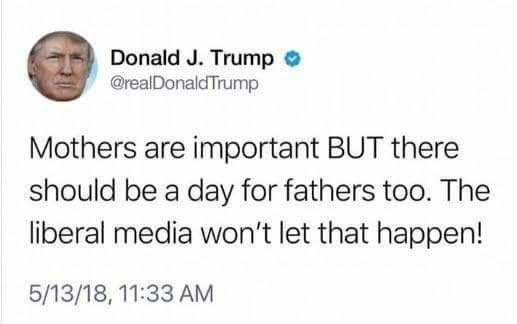 Donald J. Trump
@realDonaldTrump
Mothers are important BUT there
should be a day for fathers too. The
liberal media won't let that happen!
5/13/18, 11:33 AM